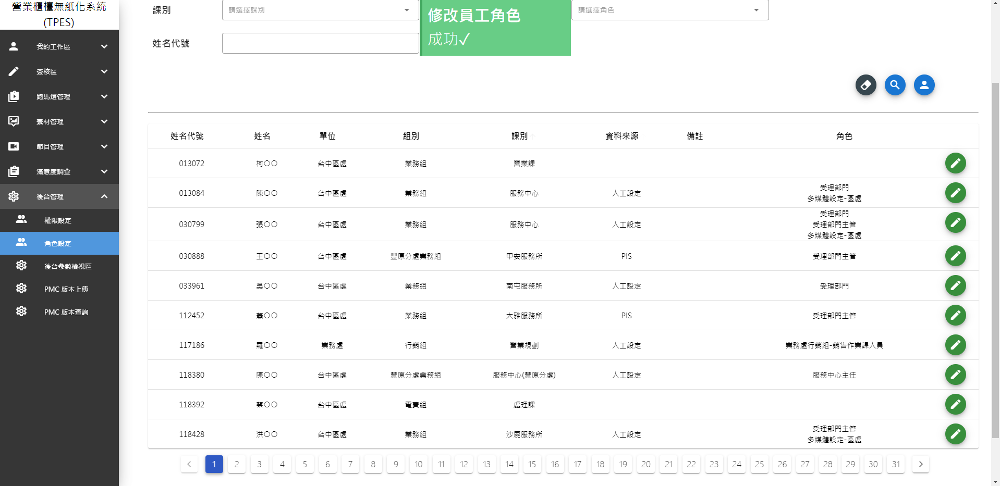 營業櫃檯無紙化系統
(TPES)
我的工作區
簽核區
跑馬燈管理
素材管理
節目管理
滿意度調查
後台管理
權限設定
角色設定
後台參數檢視區
PMC 版本上傳
PMC 版本查詢
課別 請選擇課別 請選擇角色
姓名代號
修改員工角色
成功✓
姓名代號 姓名 單位 組別 課別 資料來源 備註 角色
013072 柯〇〇 台中區處 業務組 營業課
013084 陳〇〇 台中區處 業務組 服務中心 人工設定 受理部門
多媒體設定-區處
030799 張〇〇 台中區處 業務組 服務中心 人工設定 受理部門
受理部門主管
多媒體設定-區處
030888 王〇〇 台中區處 豐原分處業務組 甲安服務所 PIS 受理部門主管
033961 吳〇〇 台中區處 業務組 南屯服務所 人工設定 受理部門
112452 蕭〇〇 台中區處 業務組 大雅服務所 PIS 受理部門主管
117186 羅〇〇 業務處 行銷組 營業規劃 人工設定 業務處行銷組-銷售作業課人員
118380 陳〇〇 台中區處 豐原分處業務組 服務中心(豐原分處) 人工設定 服務中心主任
118392 蔡〇〇 台中區處 電費組 處理課
118428 洪〇〇 台中區處 業務組 沙鹿服務所 人工設定 受理部門主管
多媒體設定-區處
1 2 3 4 5 6 7 8 9 10 11 12 13 14 15 16 17 18 19 20 21 22 23 24 25 26 27 28 29 30 31